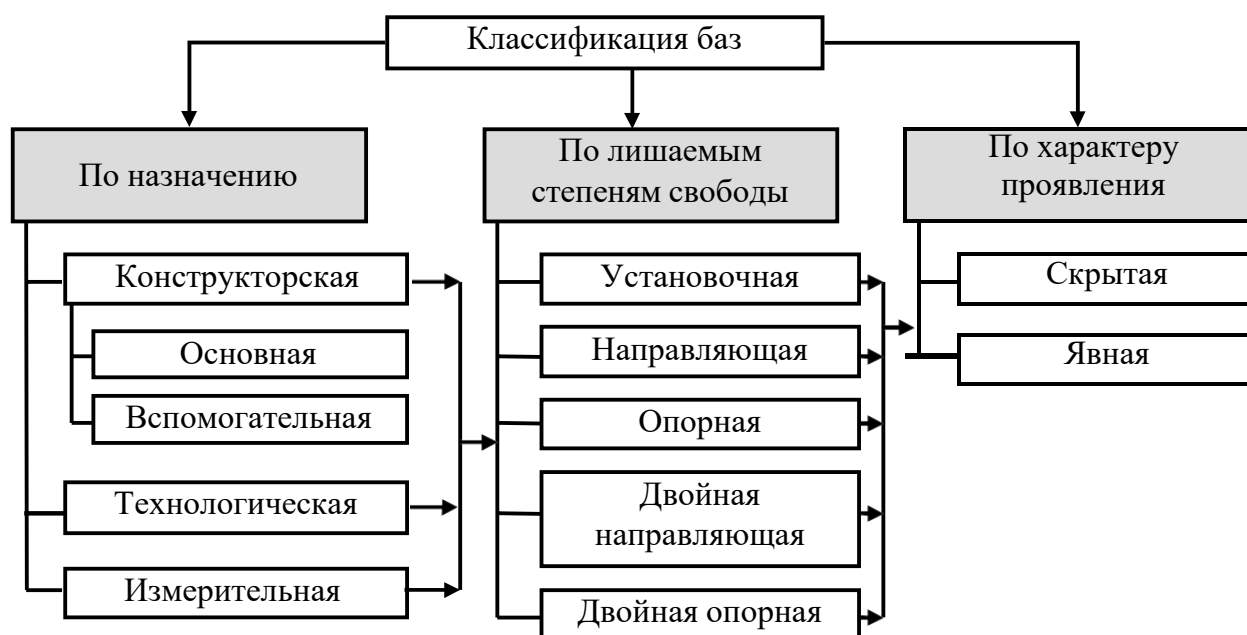 Классификация баз
По назначению
Конструкторская
Основная
Вспомогательная
Технологическая
Измерительная
По лишаемым
степеням свободы
Установочная
Направляющая
Опорная
Двойная
направляющая
Двойная опорная
По характеру
проявления
Скрытая
Явная